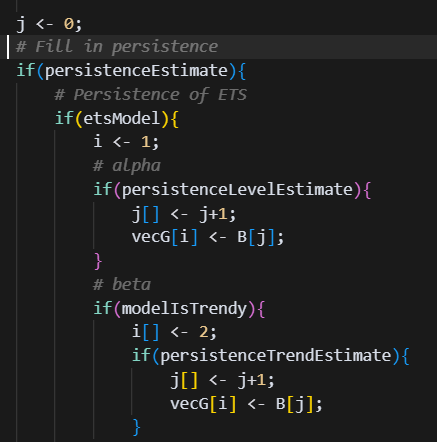 j <- 0;
# Fill in persistence
if(persistenceEstimate){
    # Persistence of ETS
    if(etsModel){
        i <- 1;
        # alpha
        if(persistenceLevelEstimate){
            j[] <- j+1;
            vecG[i] <- B[j];
        }
        # beta
        if(modelIsTrendy){
            i[] <- 2;
            if(persistenceTrendEstimate){
                j[] <- j+1;
                vecG[i] <- B[j];
            }